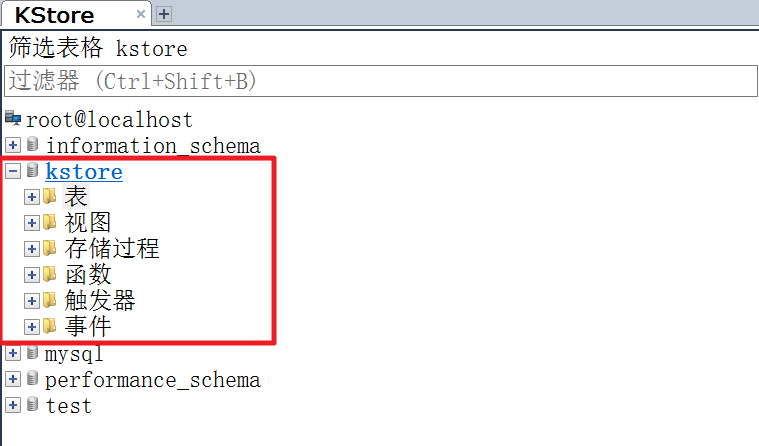 KStore
筛选表格 kstore
过滤器 (Ctrl+Shift+B)
root@localhost
information_schema
kstore
表
视图
存储过程
函数
触发器
事件
mysql
performance_schema
test